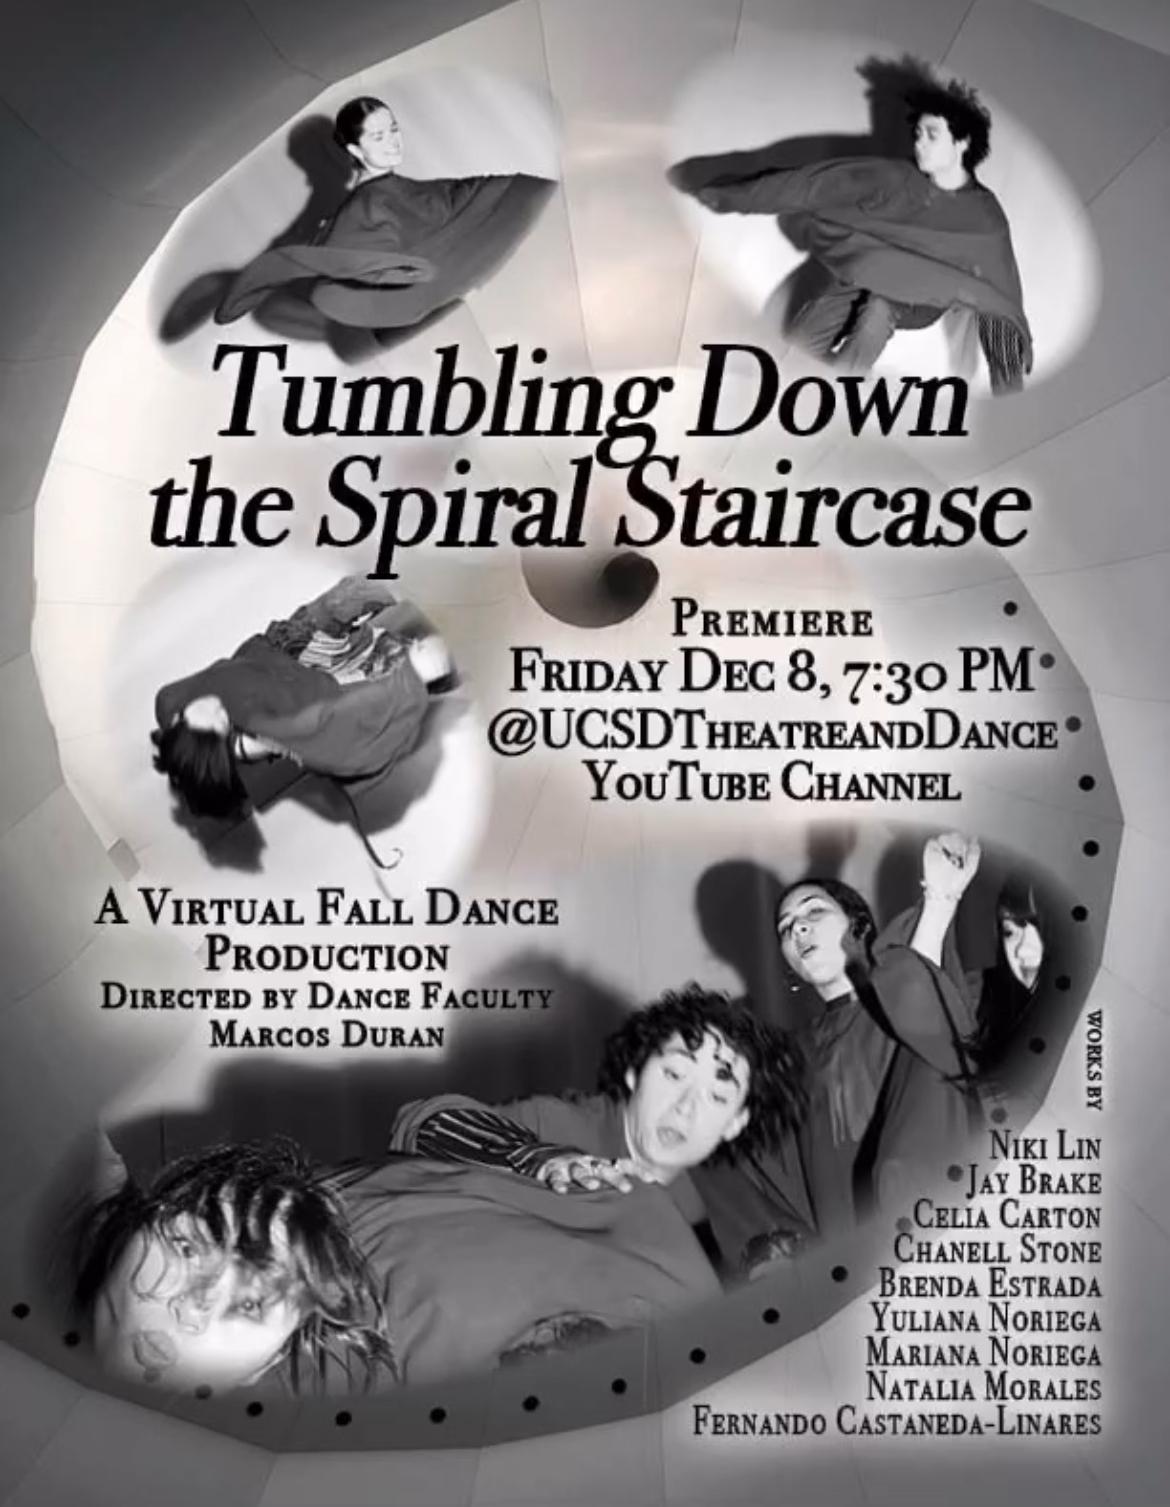 Tumbling Down
the Spiral Staircase
Premiere
Friday Dec 8, 7:30 PM
@UCSDTheatreandDance
YouTube Channel
A Virtual Fall Dance
Production
Directed by Dance Faculty
Marcos Duran
works by
Niki Lin
Jay Brake
Celia Carton
Chanell Stone
Brenda Estrada
Yuliana Noriega
Mariana Noriega
Natalia Morales
Fernando Castaneda-Linares